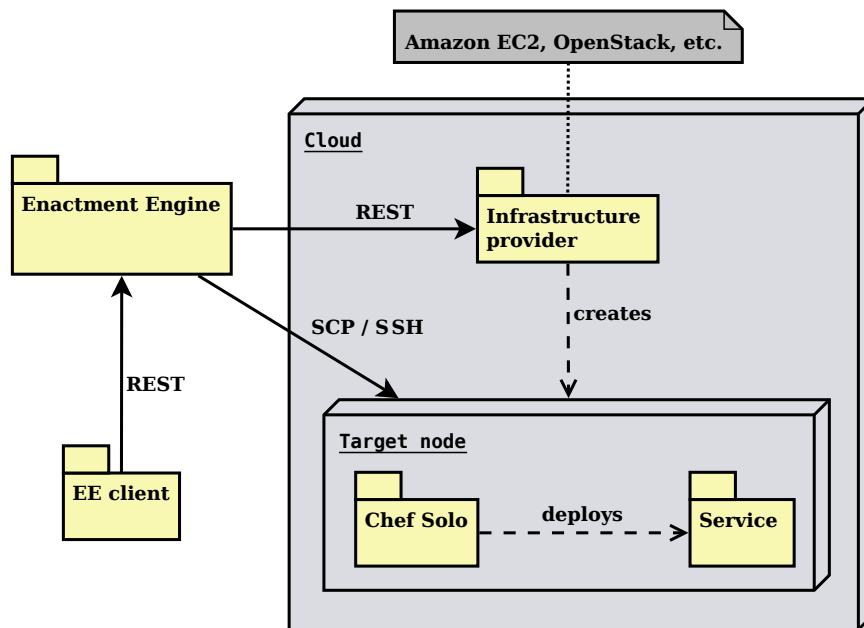 Amazon EC2, OpenStack, etc.
Cloud
Enactment Engine
REST
Infrastructure
provider
creates
SCP / SSH
REST
Target node
EE client
Chef Solo
deploys
Service